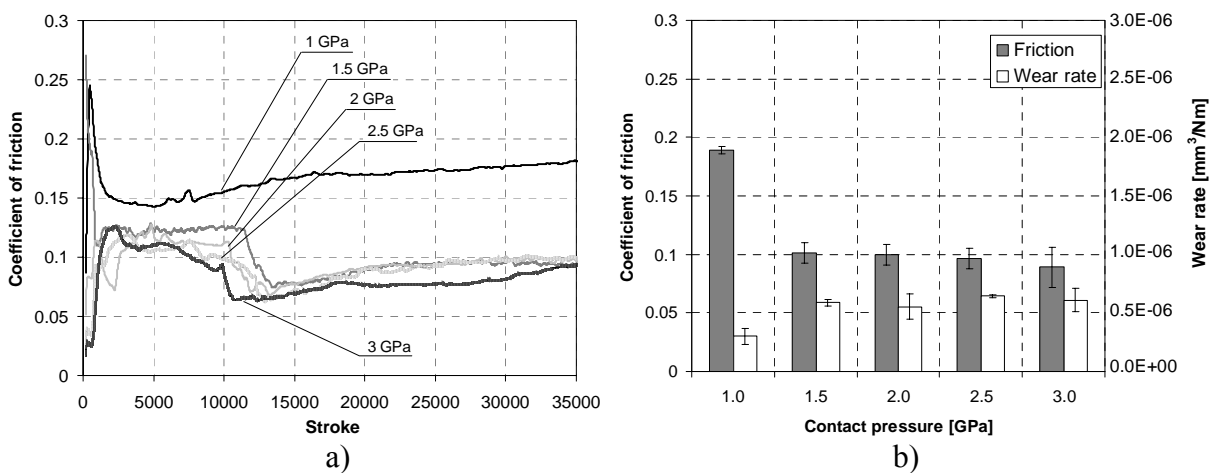 0.3
0.25
0.2
0.15
0.1
0.05
0
Coefficient of friction
1 GPa
1.5 GPa
2 GPa
2.5 GPa
3 GPa
0 5000 10000 15000 20000 25000 30000 35000
Stroke
a)
0.3
0.25
0.2
0.15
0.1
0.05
0
Coefficient of friction
Friction
Wear rate
3.0E-06
2.5E-06
2.0E-06
1.5E-06
1.0E-06
5.0E-06
0.0E+00
Wear rate [mm³/Nm]
1.0 1.5 2.0 2.5 3.0
Contact pressure [GPa]
b)